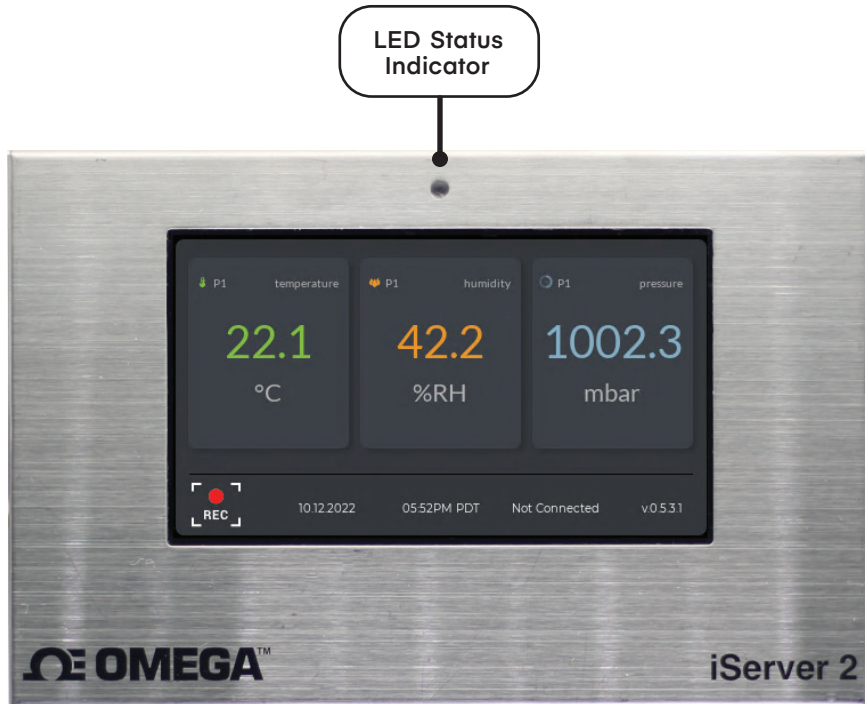 LED Status
Indicator
P1 temperature
P1 humidity
P1 pressure
22.1
42.2
1002.3
°C
%RH
mbar
REC
10.12.2022
05:52PM PDT
Not Connected
v.0.5.3.1
OMEGA™
iServer 2